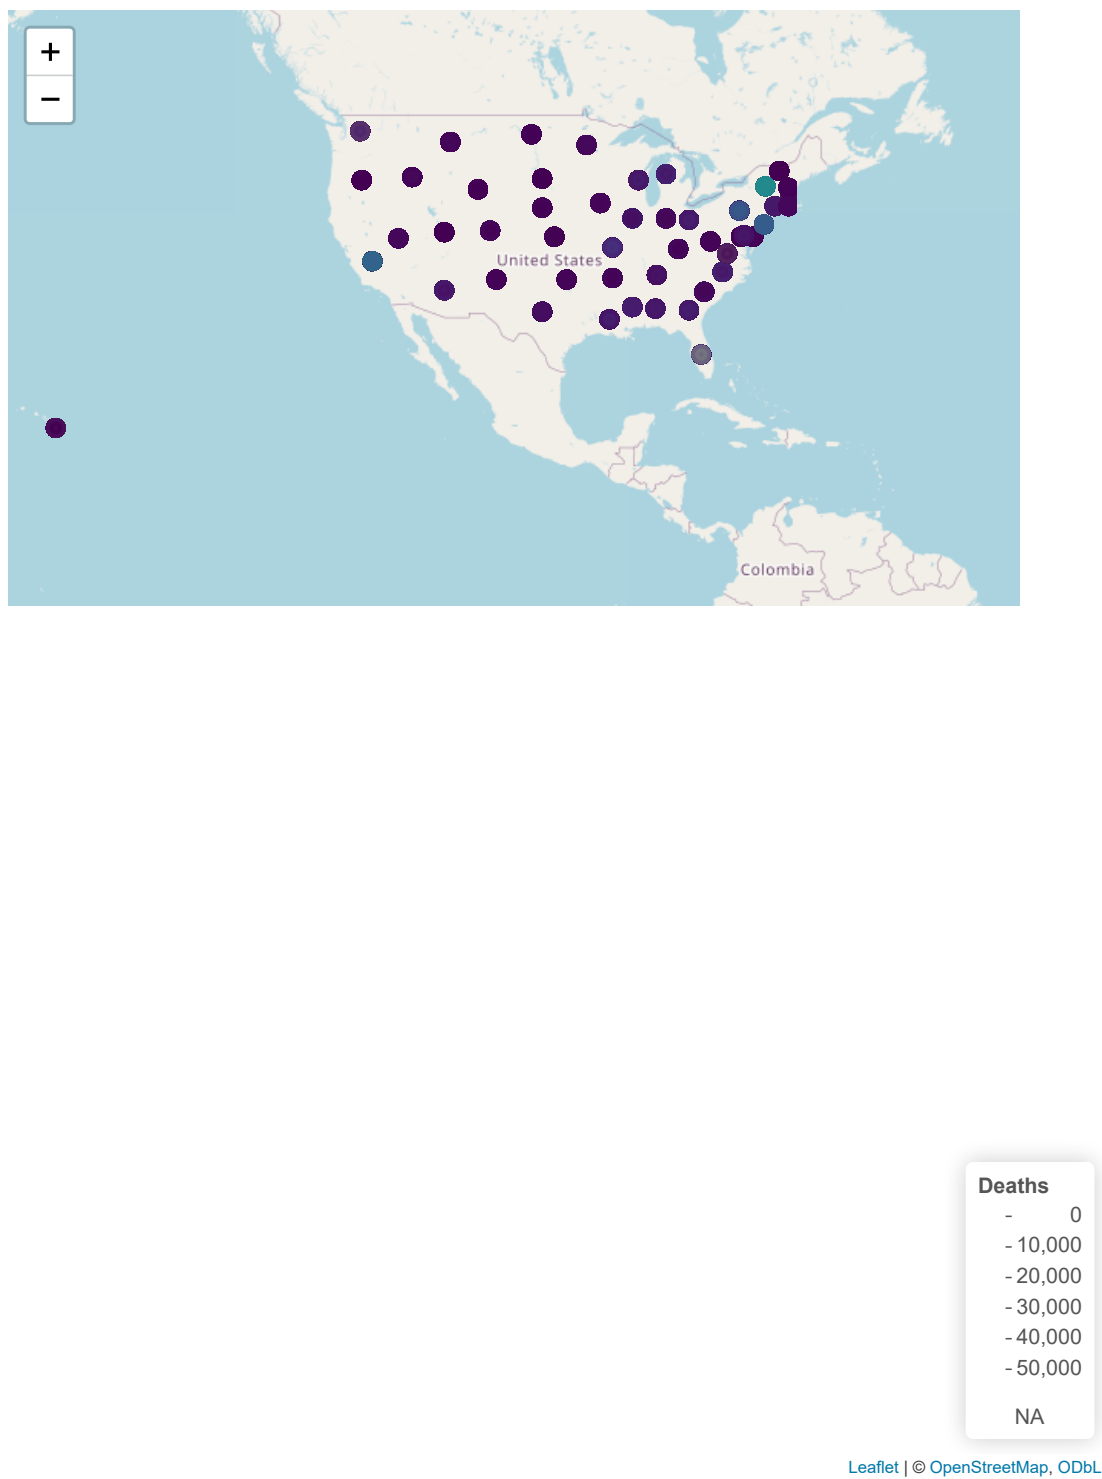 +
−
United States
Colombia
Deaths
- 0
- 10,000
- 20,000
- 30,000
- 40,000
- 50,000
NA
Leaflet | © OpenStreetMap, ODbL